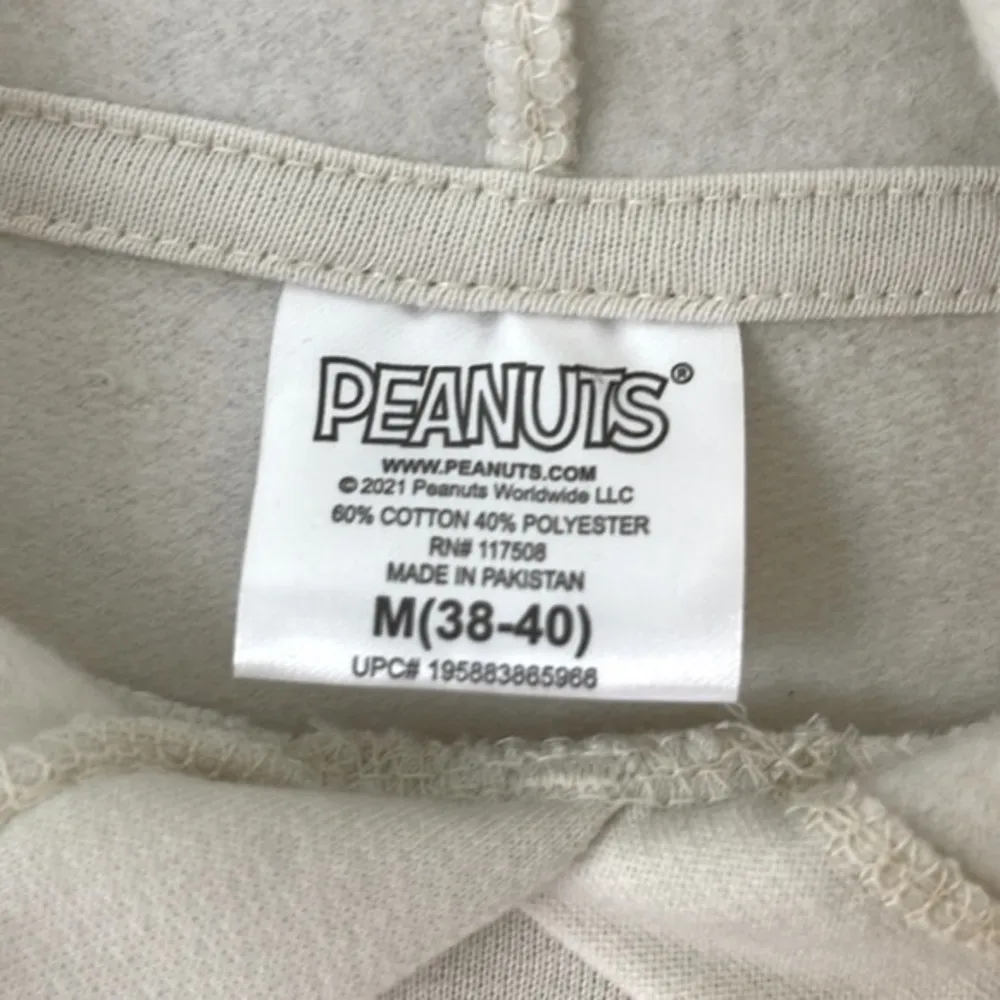 PEANUTS®
WWW.PEANUTS.COM
© 2021 Peanuts Worldwide LLC
60% COTTON 40% POLYESTER
RN# 117508
MADE IN PAKISTAN
M(38-40)
UPC# 195883865966